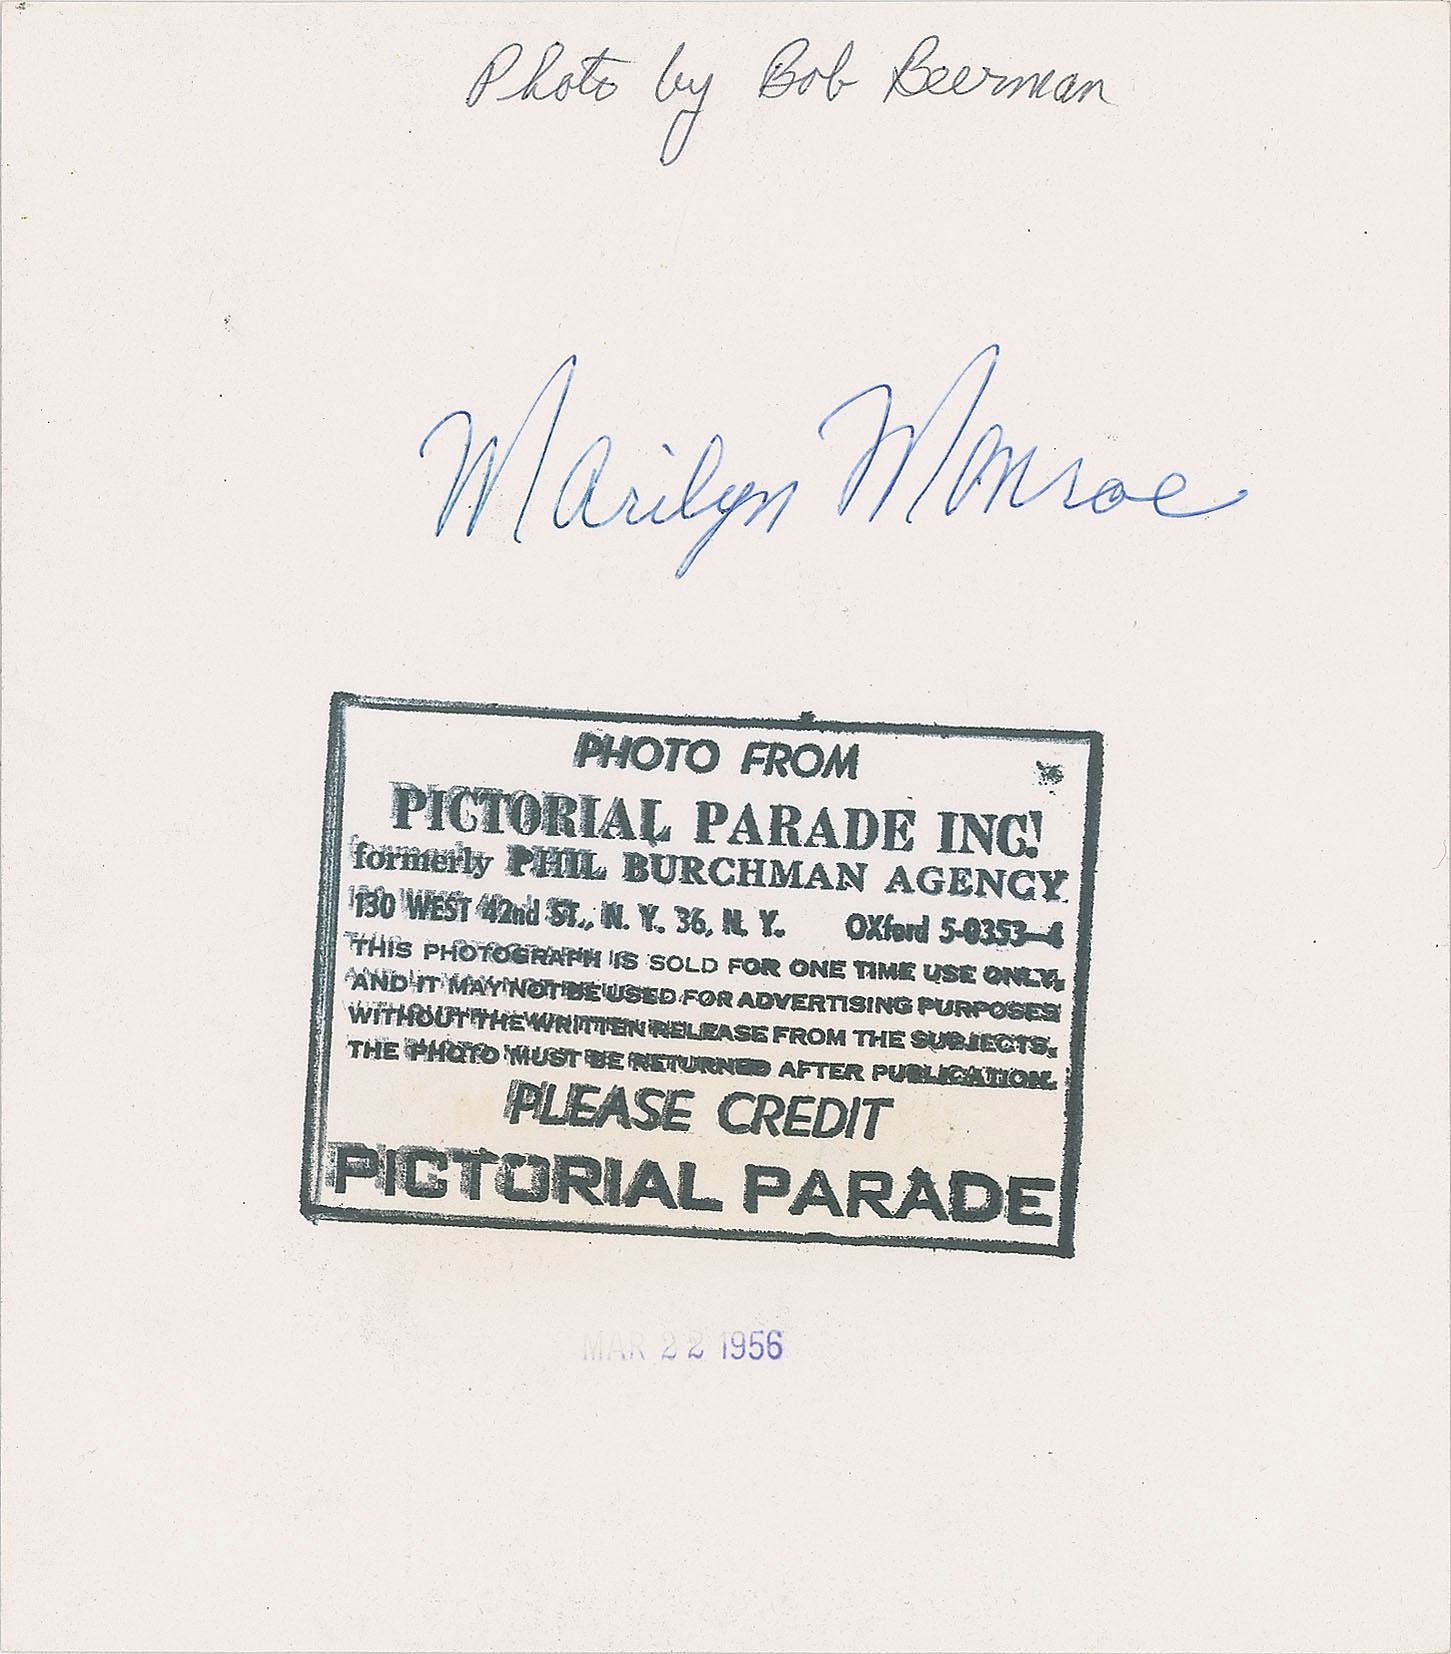 Photo by Bob Beerman
Marilyn Monroe
PHOTO FROM
PICTORIAL PARADE INC.
formerly PHIL BURCHMAN AGENCY
130 WEST 42nd ST., N. Y. 36, N. Y. OXford 5-0353—4
THIS PHOTOGRAPH IS SOLD FOR ONE TIME USE ONLY,
AND IT MAY NOT BE USED FOR ADVERTISING PURPOSES
WITHOUT THE WRITTEN RELEASE FROM THE SUBJECTS.
THE PHOTO MUST BE RETURNED AFTER PUBLICATION.
PLEASE CREDIT
PICTORIAL PARADE
MAR 22 1956